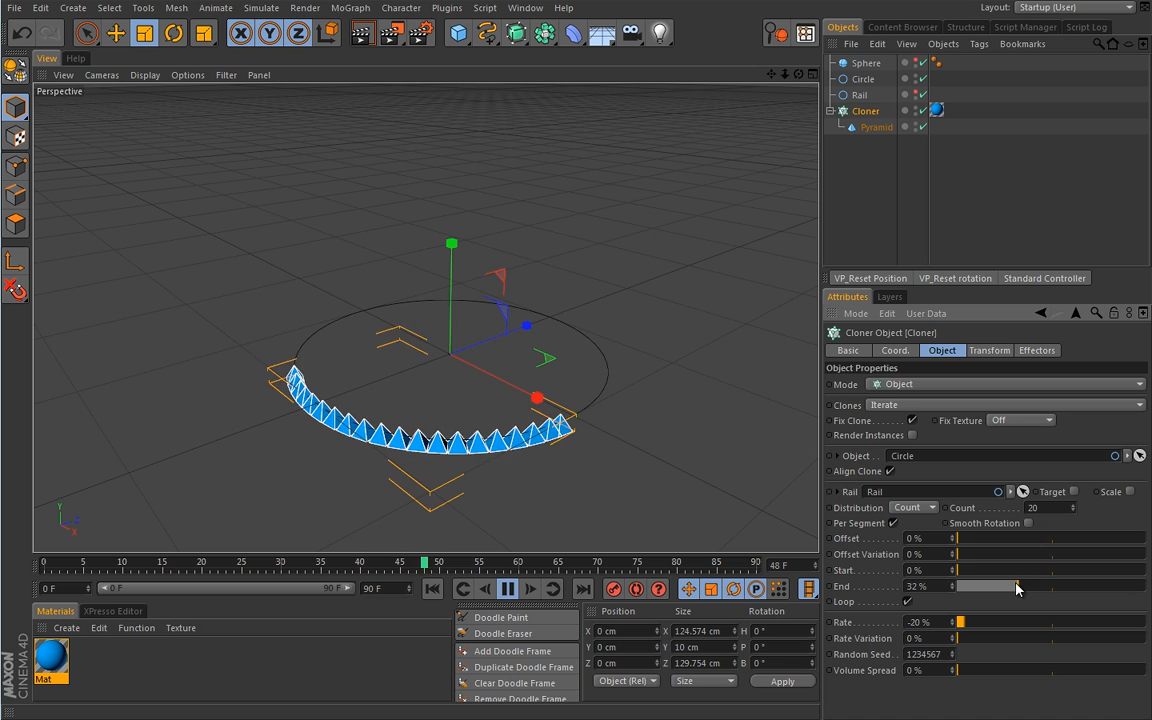 File Edit Create Select Tools Mesh Animate Simulate Render MoGraph Character Plugins Script Window Help Layout: Startup (User)
Objects Content Browser Structure Script Manager Script Log
File Edit View Objects Tags Bookmarks
View Help
View Cameras Display Options Filter Panel
Perspective
Sphere
Circle
Rail
Cloner
Pyramid
VP_Reset Position VP_Reset rotation Standard Controller
Attributes Layers
Mode Edit User Data
Cloner Object [Cloner]
Basic Coord. Object Transform Effectors
Object Properties
Mode Object
Clones Iterate
Fix Clone Fix Texture Off
Render Instances
Object Circle
Align Clone
Rail Rail Target Scale
Distribution Count Count 20
Per Segment Smooth Rotation
Offset 0 %
Offset Variation 0 %
Start 0 %
End 32 %
Loop
Rate -20 %
Rate Variation 0 %
Random Seed 1234567
Volume Spread 0 %
Y
Z
X
0 5 10 15 20 25 30 35 40 45 50 55 60 65 70 75 80 85 90 48 F
0 F 0 F 90 F 90 F
Materials XPresso Editor
Create Edit Function Texture
Mat
MAXON
CINEMA 4D
Doodle Paint
Doodle Eraser
Add Doodle Frame
Duplicate Doodle Frame
Clear Doodle Frame
Remove Doodle Frame
Position Size Rotation
X 0 cm X 124.574 cm H 0 °
Y 0 cm Y 10 cm P 0 °
Z 0 cm Z 129.754 cm B 0 °
Object (Rel) Size Apply